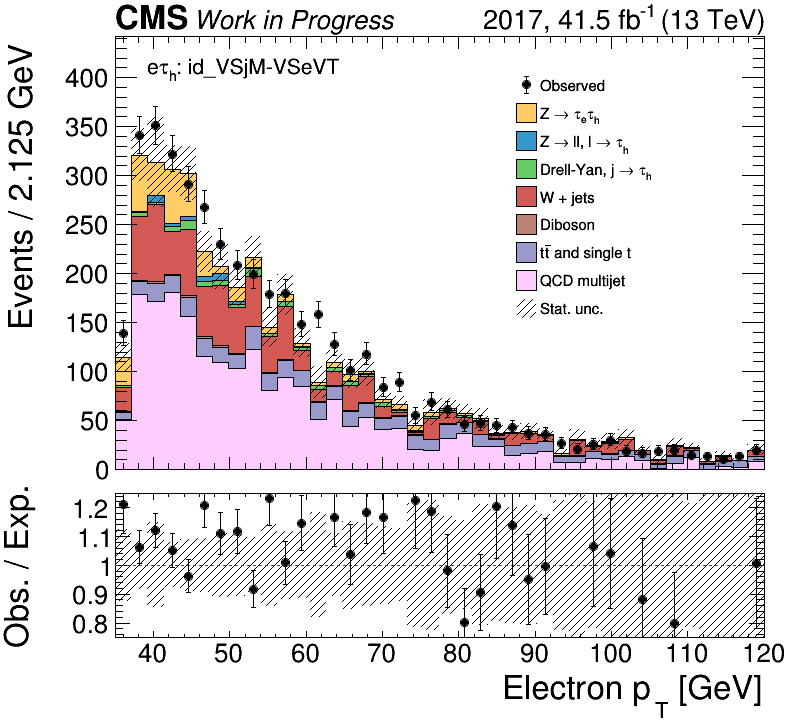 CMS Work in Progress 2017, 41.5 fb⁻¹ (13 TeV)
eτₕ: id_VSjM-VSeVT
Events / 2.125 GeV
400
350
300
250
200
150
100
50
0
Observed
Z → τₑτₕ
Z → ll, l → τₕ
Drell-Yan, j → τₕ
W + jets
Diboson
tt̄ and single t
QCD multijet
Stat. unc.
Obs. / Exp.
1.2
1.1
1
0.9
0.8
40 50 60 70 80 90 100 110 120
Electron p_T [GeV]